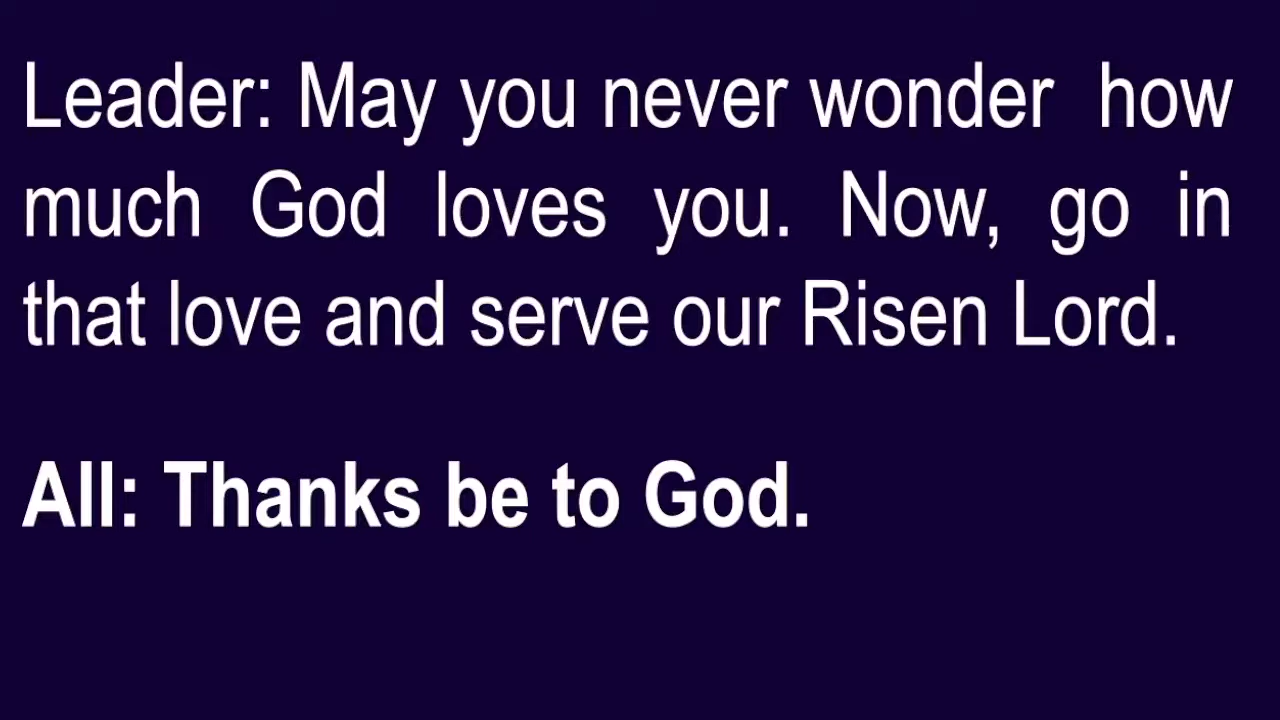 Leader: May you never wonder how
much God loves you. Now, go in
that love and serve our Risen Lord.
All: Thanks be to God.